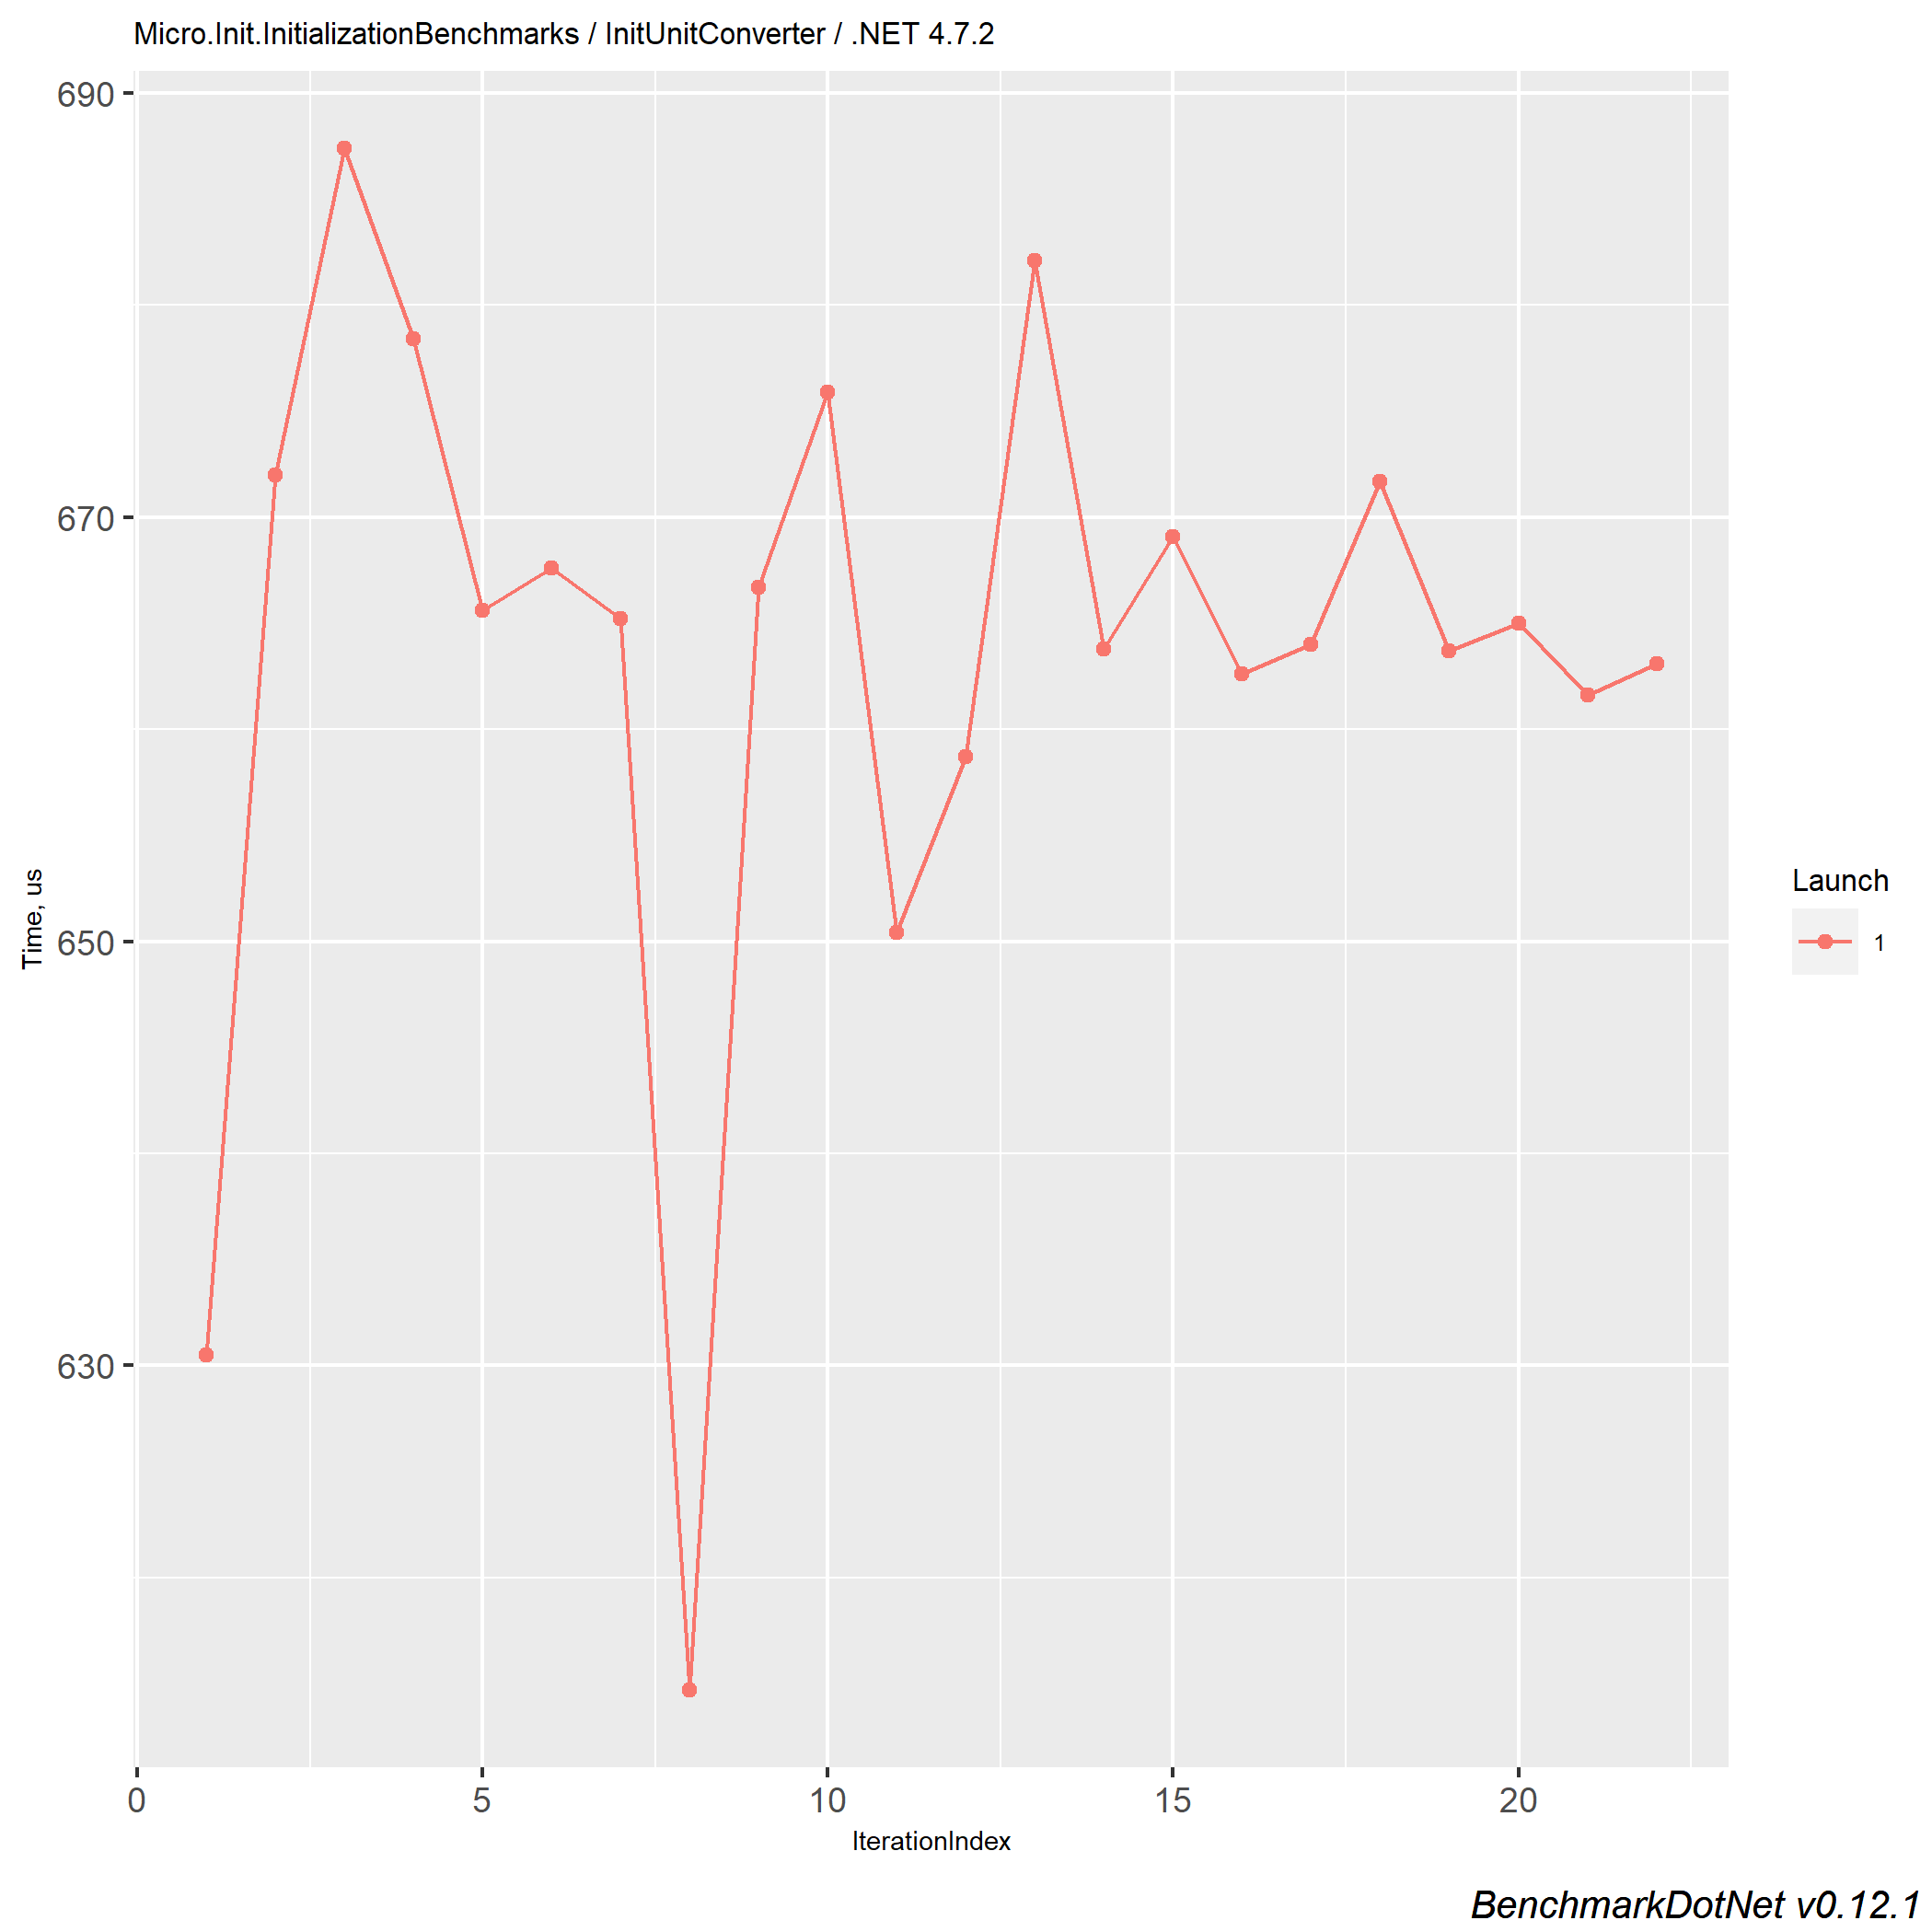 Micro.Init.InitializationBenchmarks / InitUnitConverter / .NET 4.7.2
690
670
650
630
Time, us
0 5 10 15 20
IterationIndex
Launch
1
BenchmarkDotNet v0.12.1